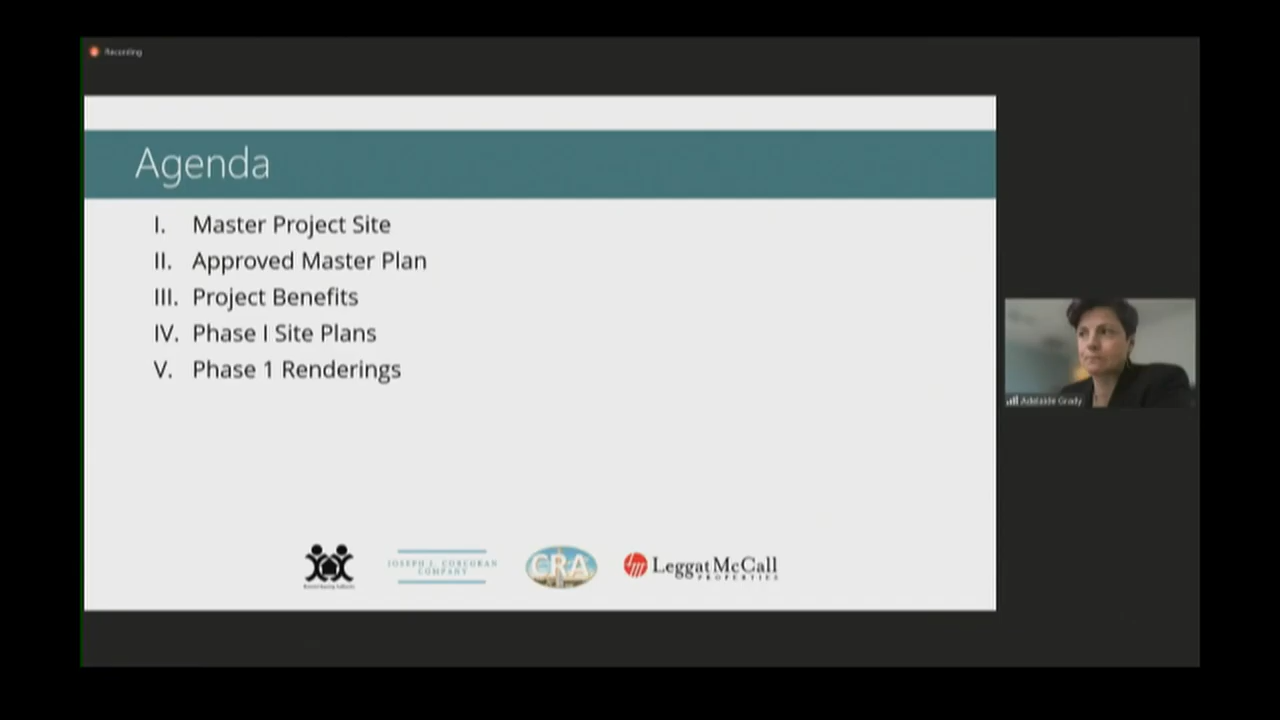 Recording
Agenda
I. Master Project Site
II. Approved Master Plan
III. Project Benefits
IV. Phase I Site Plans
V. Phase 1 Renderings
Adelaide Grady
JOSEPH J. CORCORAN
COMPANY
CRA
LeggatMcCall
PROPERTIES